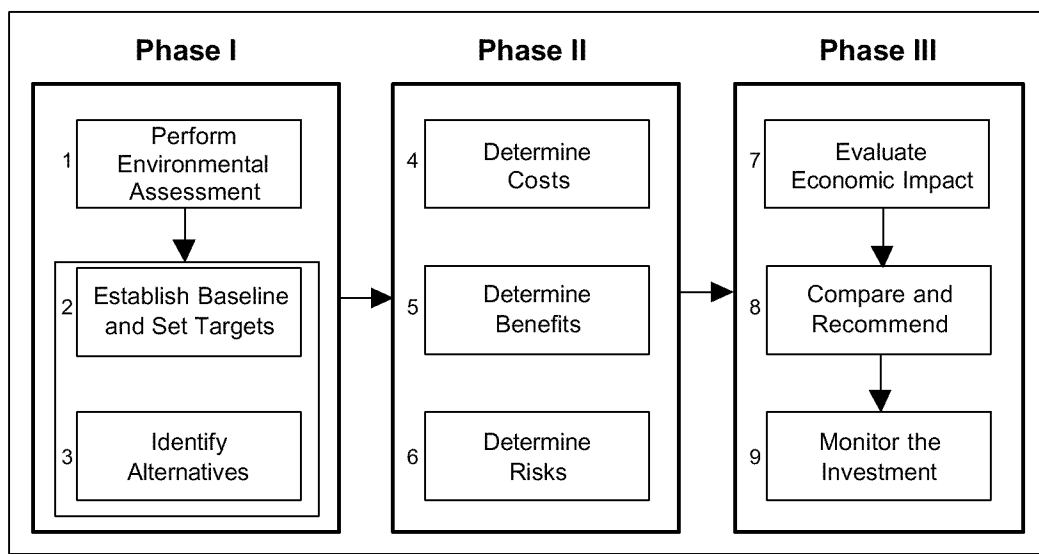 Phase I
1
Perform
Environmental
Assessment
2
Establish Baseline
and Set Targets
3
Identify
Alternatives
Phase II
4
Determine
Costs
5
Determine
Benefits
6
Determine
Risks
Phase III
7
Evaluate
Economic Impact
8
Compare and
Recommend
9
Monitor the
Investment